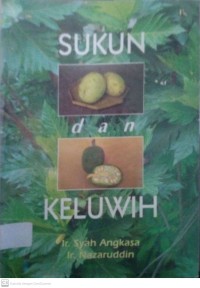 SUKUN
dan
KELUWIH
Ir. Syah Angkasa
Ir. Nazaruddin